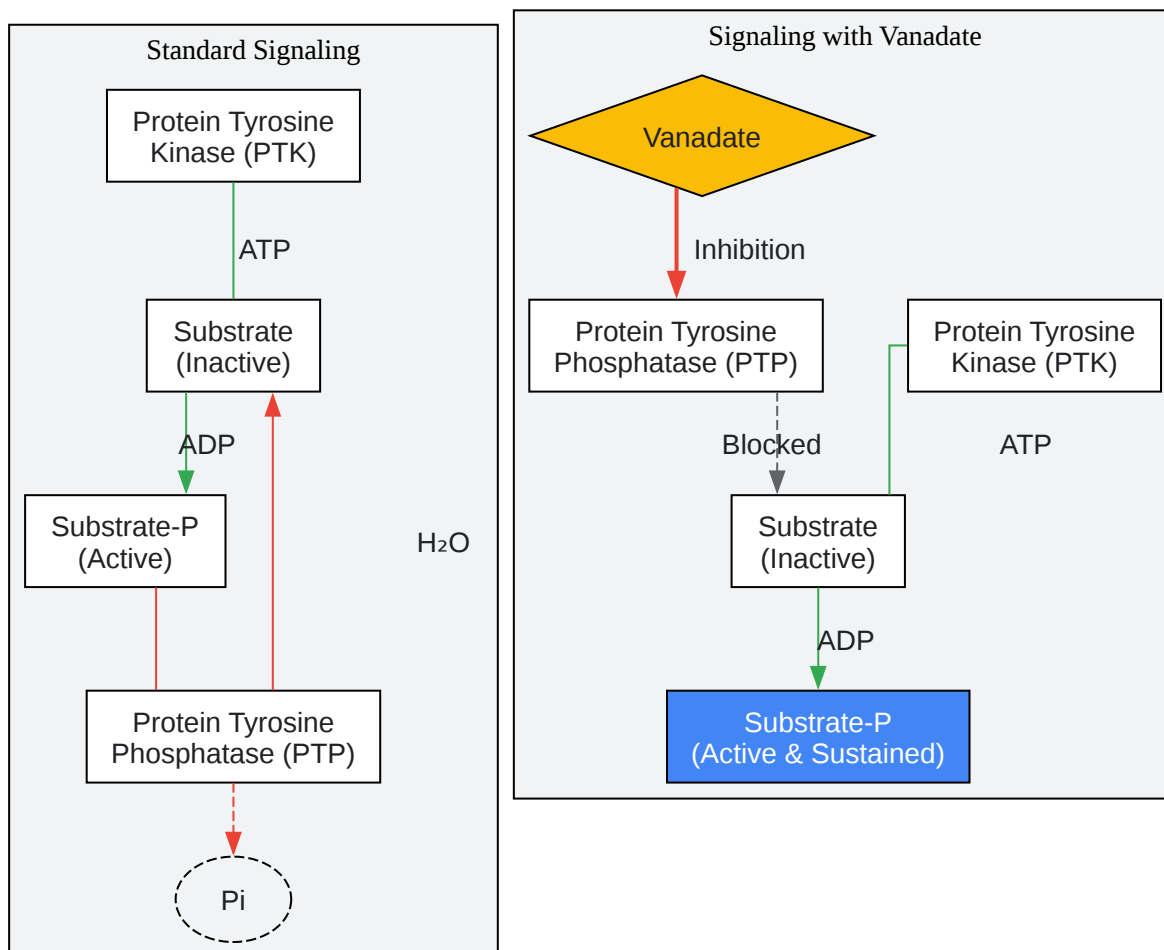 Standard Signaling
Protein Tyrosine
Kinase (PTK)
ATP
Substrate
(Inactive)
ADP
Substrate-P
(Active)
H₂O
Protein Tyrosine
Phosphatase (PTP)
Pi
Signaling with Vanadate
Vanadate
Inhibition
Protein Tyrosine
Phosphatase (PTP)
Protein Tyrosine
Kinase (PTK)
Blocked
ATP
Substrate
(Inactive)
ADP
Substrate-P
(Active & Sustained)